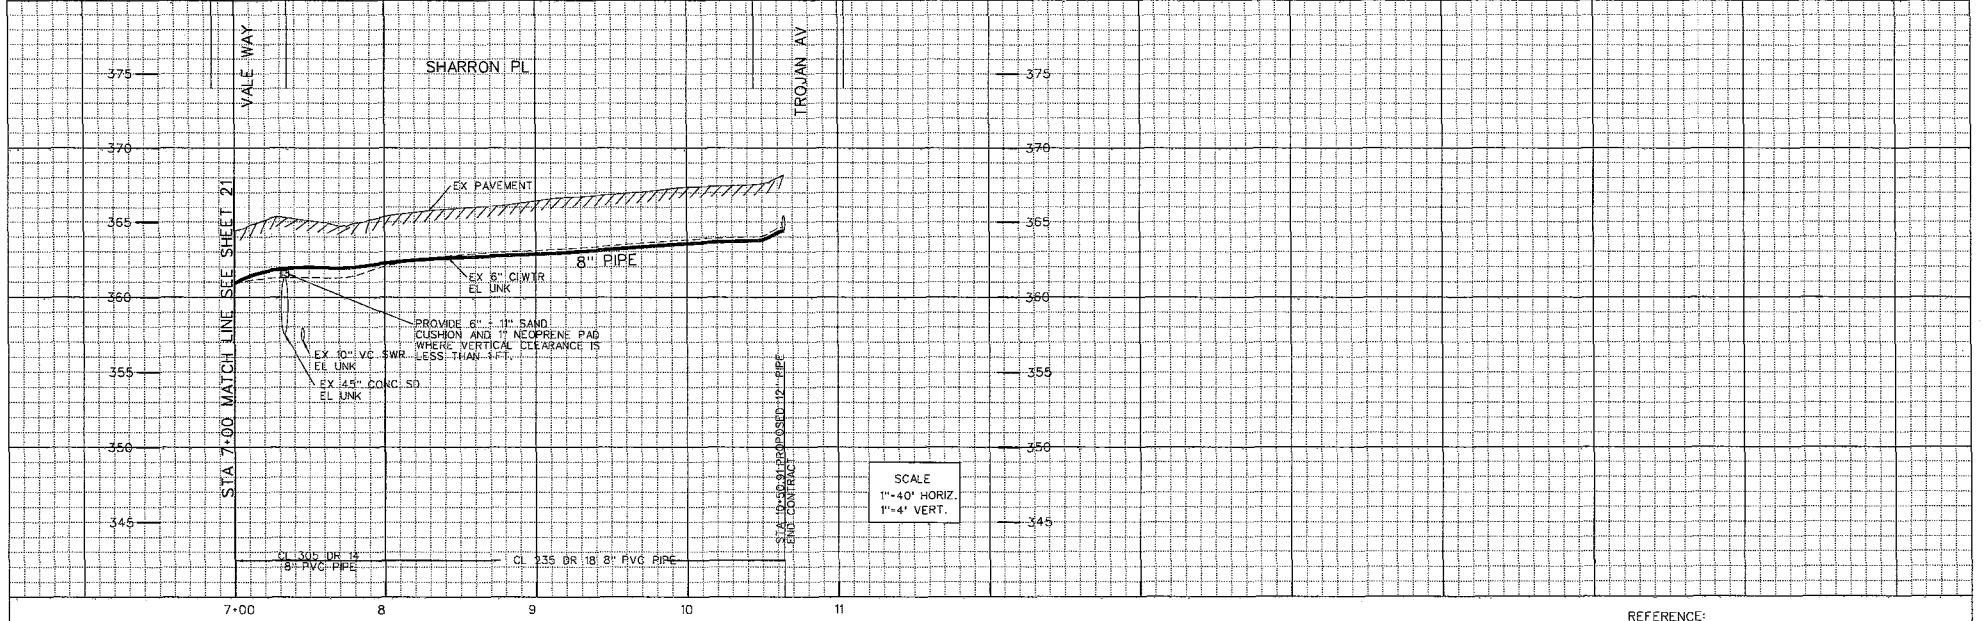 VALE WAY
SHARRON PL
TROJAN AV
375
375
370
370
EX PAVEMENT
365
365
8" PIPE
EX 6" CI WTR
EL UNK
360
360
PROVIDE 6" - 11" SAND
CUSHION AND 1" NEOPRENE PAD
WHERE VERTICAL CLEARANCE IS
LESS THAN 1 FT.
EX 10" VC SWR
EL UNK
355
355
EX 45" CONC SD
EL UNK
STA 7+00 MATCH LINE SEE SHEET 21
350
350
STA 10+50.91 PROPOSED 12" PIPE
END CONTRACT
SCALE
1"=40' HORIZ.
1"=4' VERT.
345
345
CL 305 DR 14
8" PVC PIPE
CL 235 DR 18 8" PVC PIPE
7+00
8
9
10
11
REFERENCE: